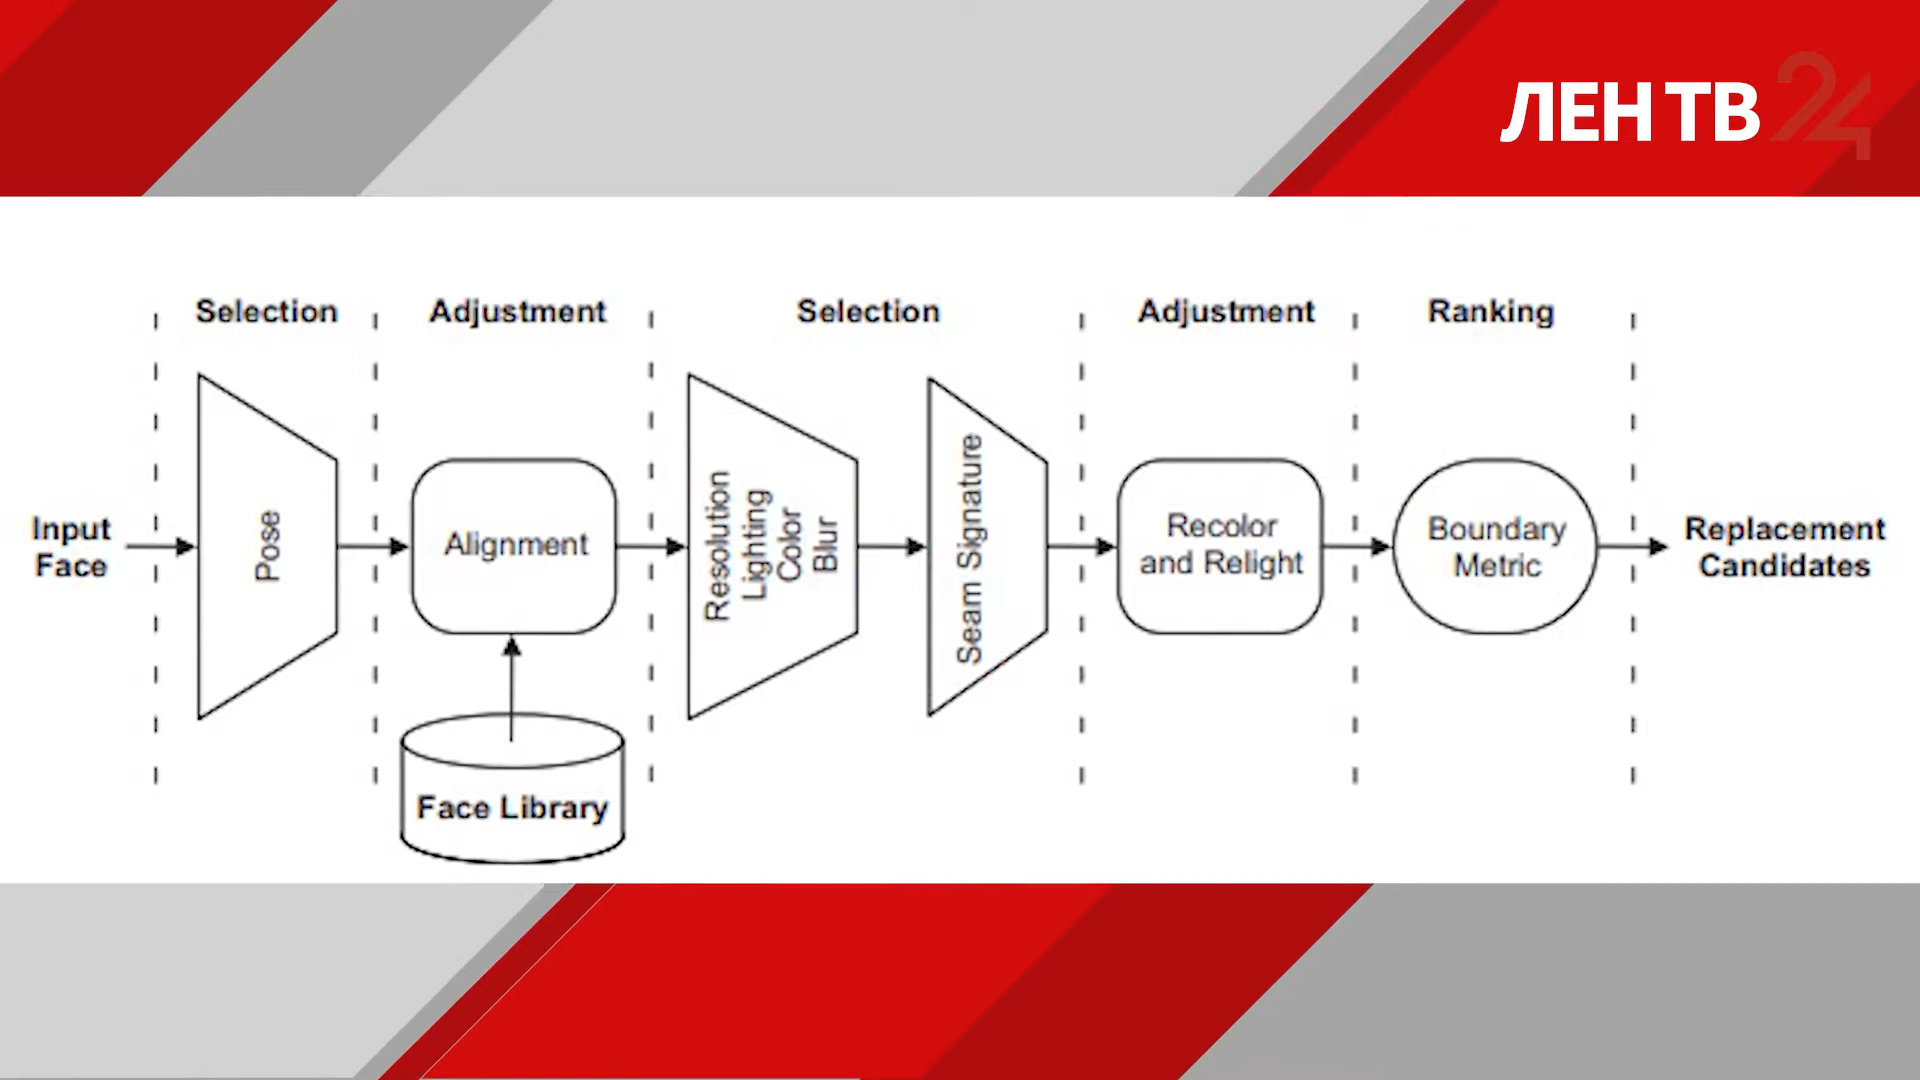 ЛЕН ТВ 24
Selection
Adjustment
Selection
Adjustment
Ranking
Input
Face
Pose
Alignment
Face Library
Resolution
Lighting
Color
Blur
Seam Signature
Recolor
and Relight
Boundary
Metric
Replacement
Candidates